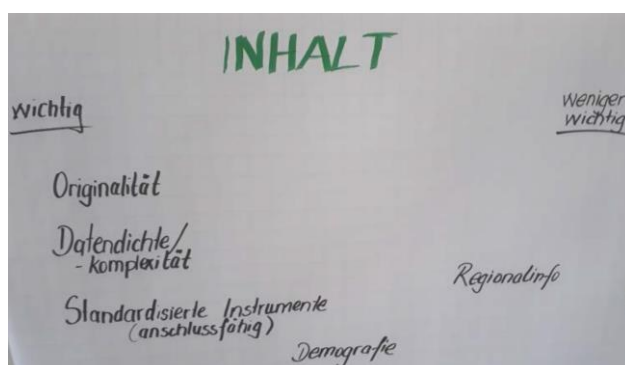 INHALT
wichtig
weniger
wichtig
Originalität
Datendichte/
- komplexität
Regionalinfo
Standardisierte Instrumente
(anschlussfähig)
Demografie